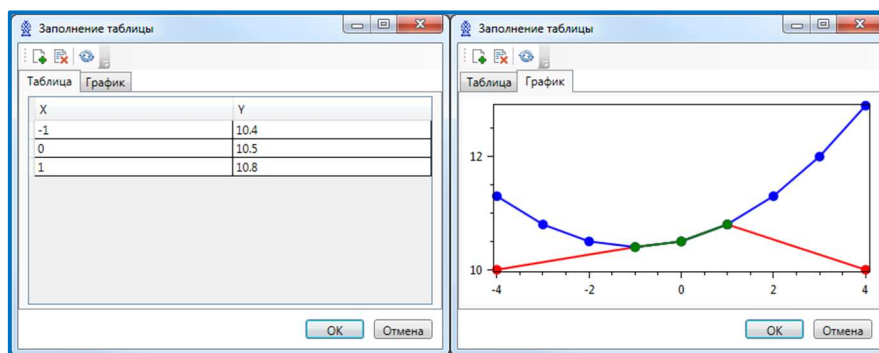 Заполнение таблицы
Таблица График
X Y
-1 10.4
0 10.5
1 10.8
OK Отмена
Заполнение таблицы
Таблица График
12
10
-4 -2 0 2 4
OK Отмена